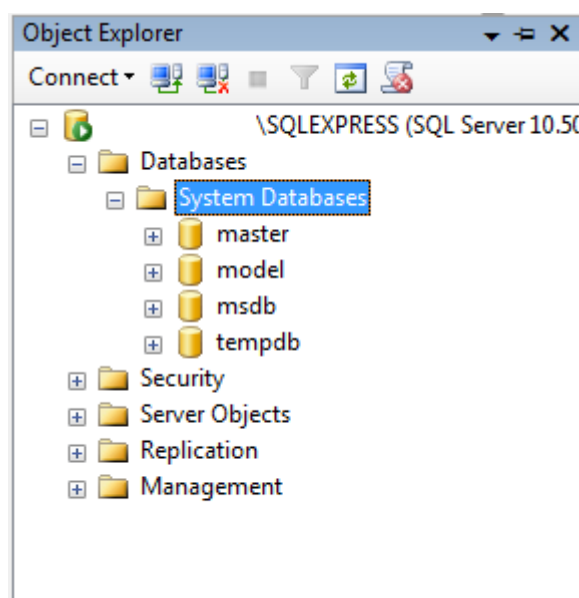 Object Explorer
Connect
\SQLEXPRESS (SQL Server 10.50
Databases
System Databases
master
model
msdb
tempdb
Security
Server Objects
Replication
Management